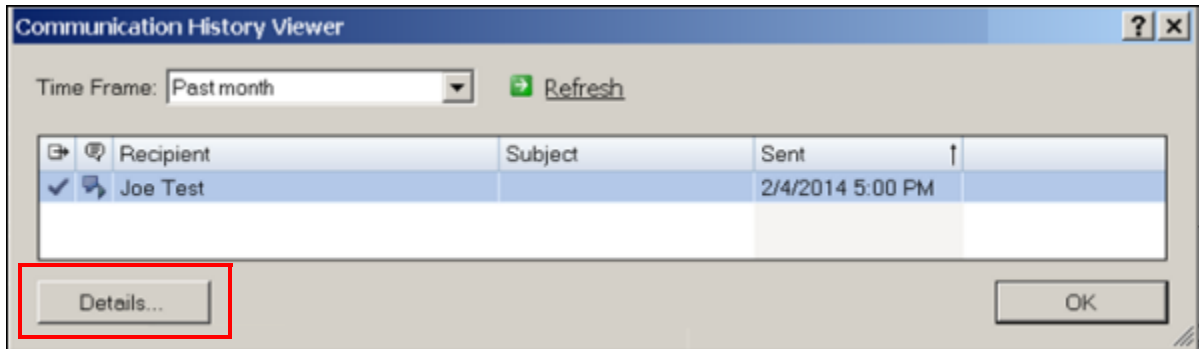 Communication History Viewer
Time Frame: Past month Refresh
Recipient Subject Sent
Joe Test 2/4/2014 5:00 PM
Details... OK